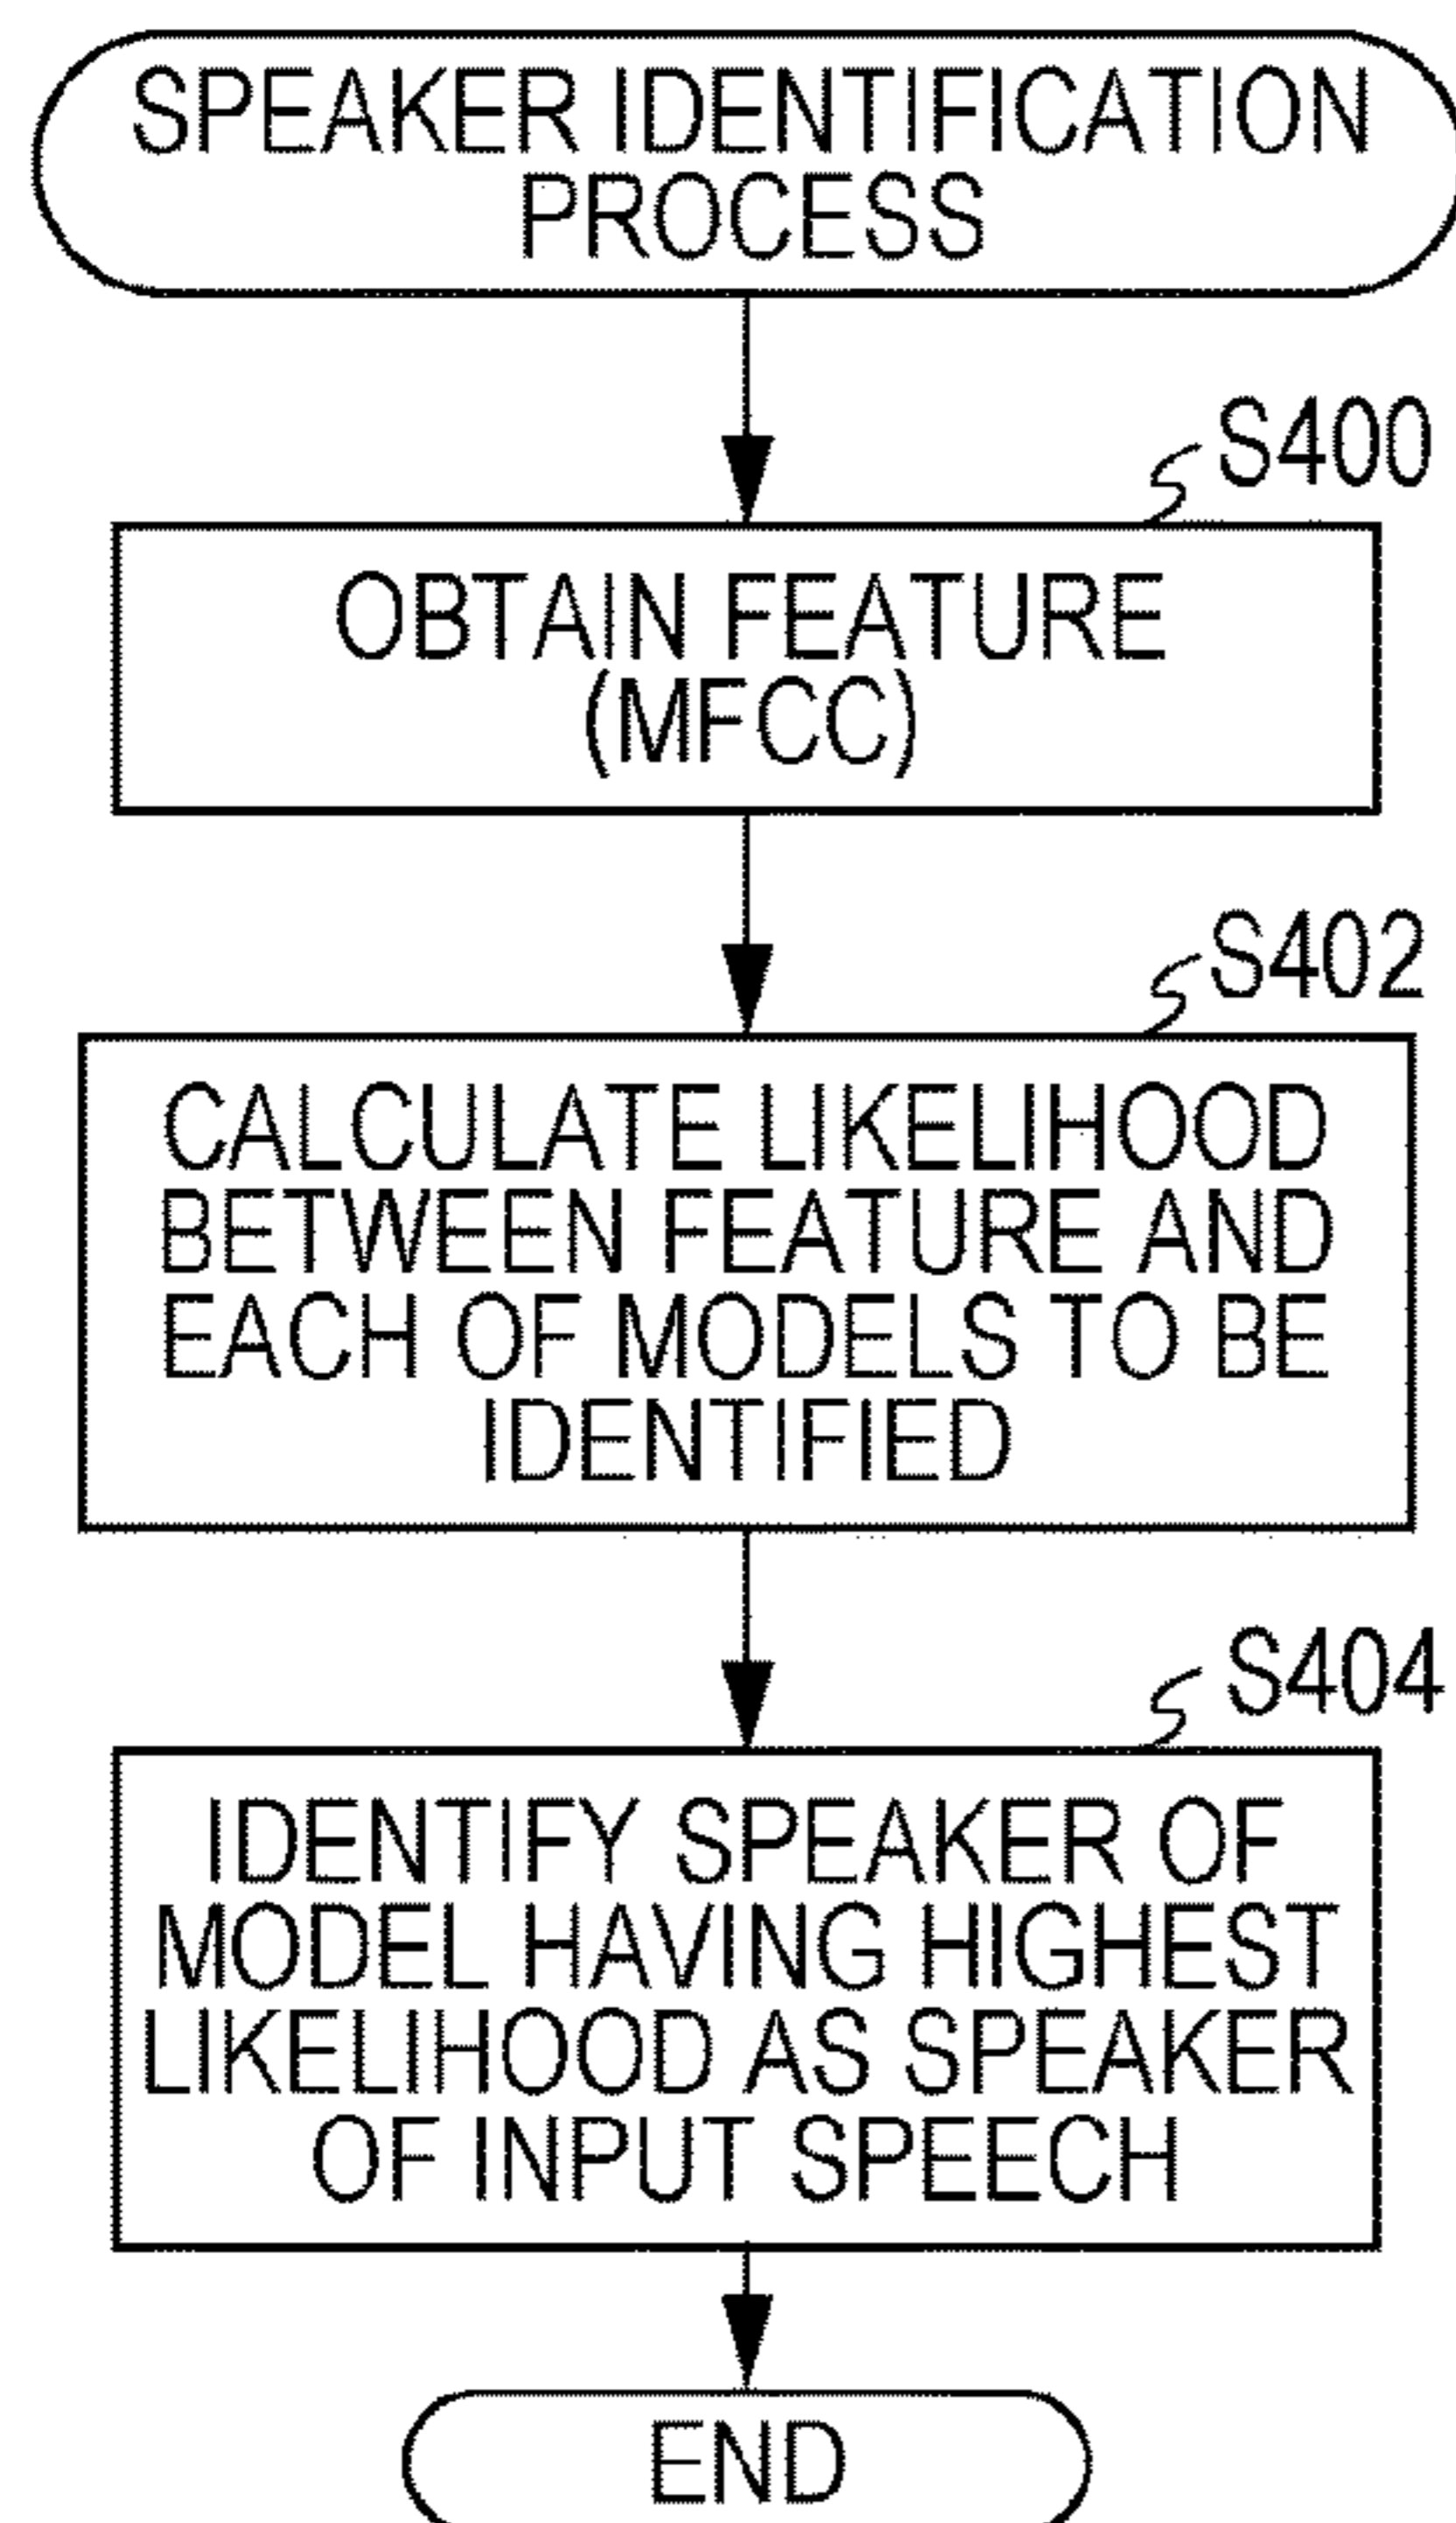 SPEAKER IDENTIFICATION
PROCESS
S400
OBTAIN FEATURE
(MFCC)
S402
CALCULATE LIKELIHOOD
BETWEEN FEATURE AND
EACH OF MODELS TO BE
IDENTIFIED
S404
IDENTIFY SPEAKER OF
MODEL HAVING HIGHEST
LIKELIHOOD AS SPEAKER
OF INPUT SPEECH
END